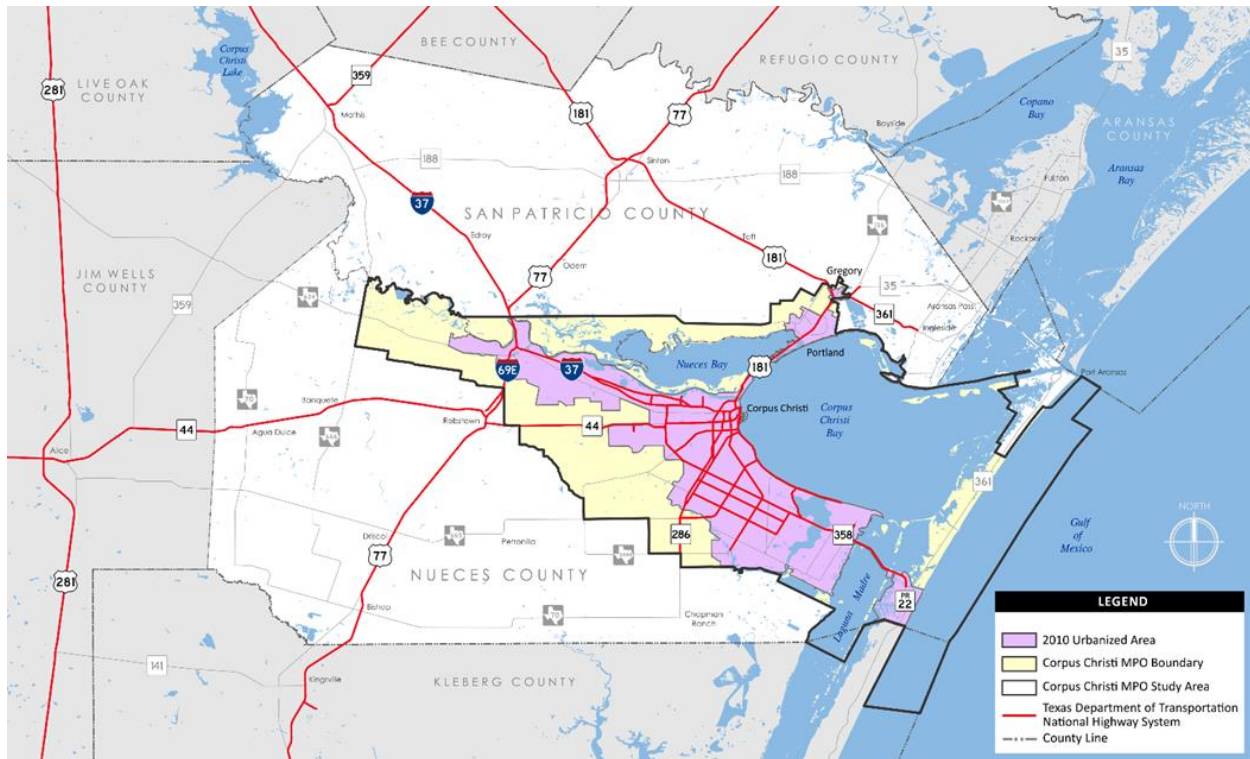 BEE COUNTY
REFUGIO COUNTY
35
Corpus
Christi
Lake
359
281
LIVE OAK
COUNTY
Mathis
181
77
Copano
Bay
ARANSAS
COUNTY
Bayside
188
Sinton
188
Fulton
Aransas
Bay
37
SAN PATRICIO COUNTY
Edroy
Taft
Rockport
JIM WELLS
COUNTY
77
Odem
181
Gregory
35
359
361
Aransas Pass
Ingleside
Nueces Bay
Portland
69E
37
181
Port Aransas
Banquete
Robstown
Corpus Christi
Corpus
Christi
Bay
44
Agua Dulce
44
Alice
361
NORTH
286
358
Gulf
of
Mexico
Driscol
77
Petronilla
281
NUECES COUNTY
Laguna Madre
PR
22
Bishop
70
Chapman
Ranch
141
Kingsville
KLEBERG COUNTY
LEGEND
2010 Urbanized Area
Corpus Christi MPO Boundary
Corpus Christi MPO Study Area
Texas Department of Transportation
National Highway System
County Line